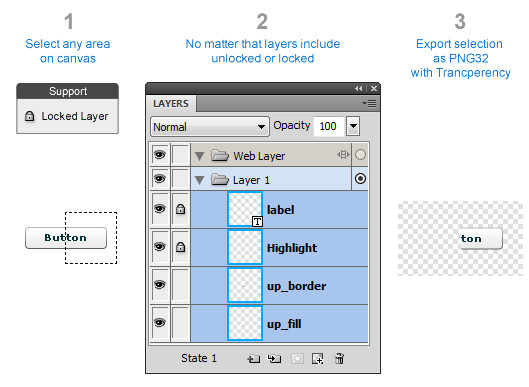 1
Select any area
on canvas
Support
Locked Layer
Button
2
No matter that layers include
unlocked or locked
LAYERS
Normal
Opacity 100
Web Layer
Layer 1
label
T
Highlight
up_border
up_fill
State 1
3
Export selection
as PNG32
with Trancperency
ton